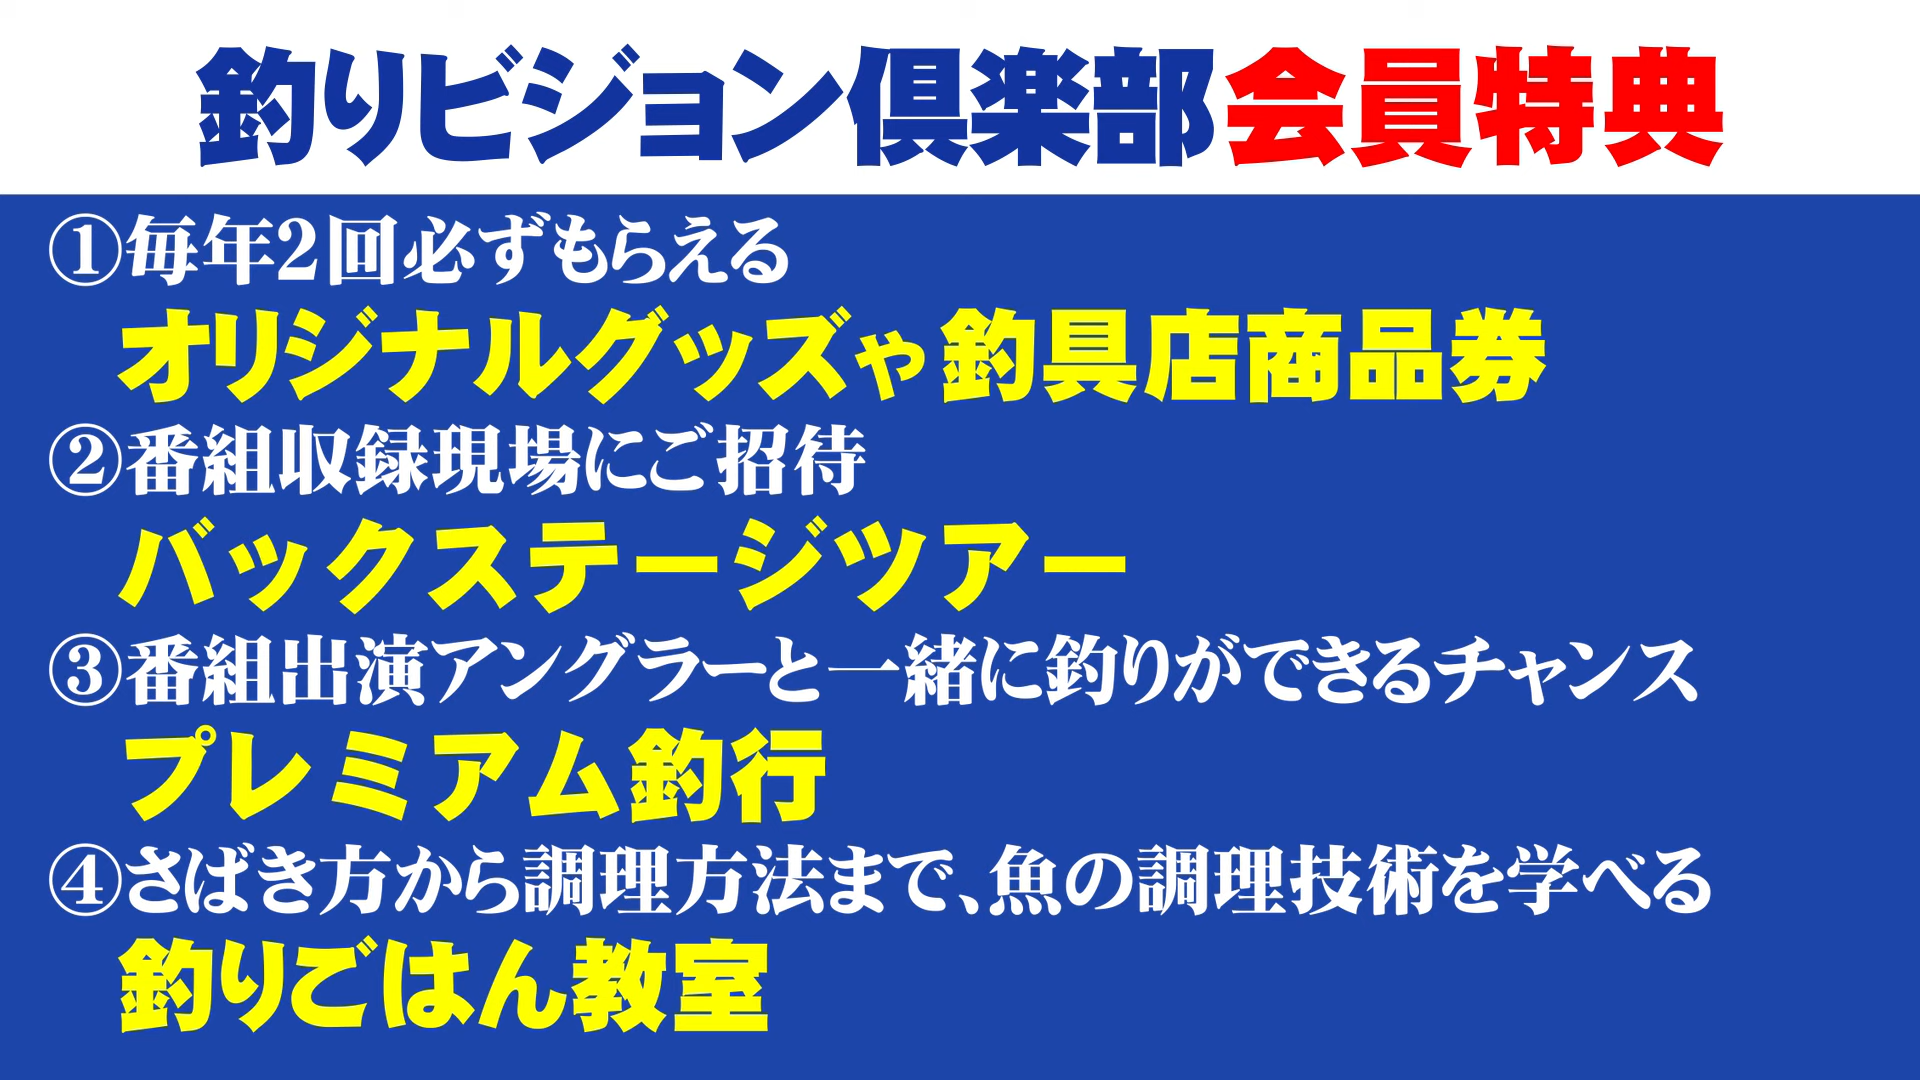 釣りビジョン倶楽部会員特典
①毎年2回必ずもらえる
オリジナルグッズや釣具店商品券
②番組収録現場にご招待
バックステージツアー
③番組出演アングラーと一緒に釣りができるチャンス
プレミアム釣行
④さばき方から調理方法まで、魚の調理技術を学べる
釣りごはん教室